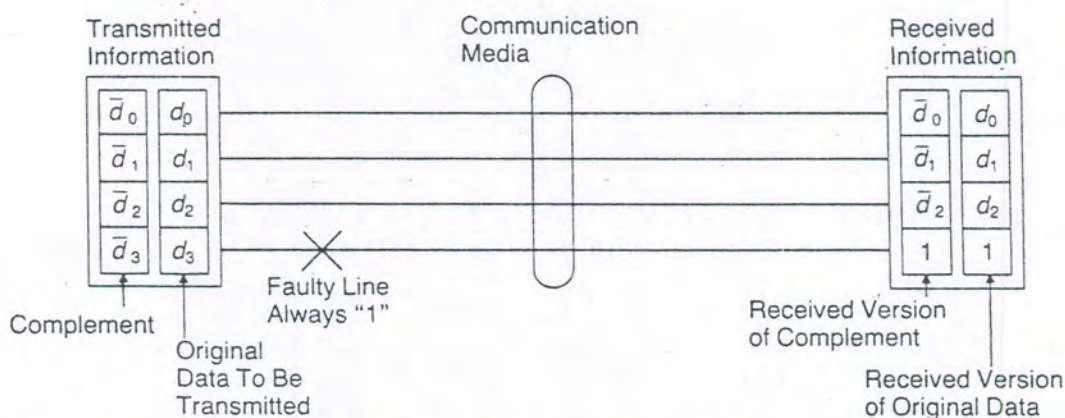 Transmitted
Information
Communication
Media
Received
Information
d̅₀ dₚ
d̅₁ d₁
d̅₂ d₂
d̅₃ d₃
d̅₀ d₀
d̅₁ d₁
d̅₂ d₂
1 1
Faulty Line
Always “1”
Complement
Original
Data To Be
Transmitted
Received Version
of Complement
Received Version
of Original Data